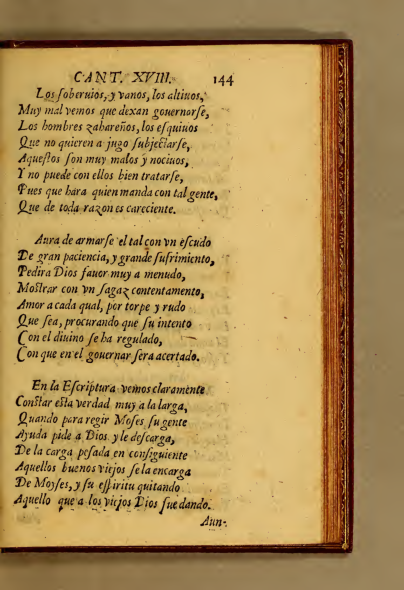 CANT. XVIII. 144
Los ſoberuios, y vanos, los altiuos,
Muy mal vemos que dexan gouernorſe,
Los hombres zahareños, los eſquiuos
Que no quieren a jugo ſubjectarſe,
Aqueſtos ſon muy malos y nociuos,
Y no puede con ellos bien tratarſe,
Pues que hara quien manda con tal gente,
Que de toda razon es careciente.
Aura de armarſe el tal con vn eſcudo
De gran paciencia, y grande ſufrimiento,
Pedira Dios fauor muy a menudo,
Moſtrar con vn ſagaz contentamento,
Amor a cada qual, por torpe y rudo
Que ſea, procurando que ſu intento
Con el diuino ſe ha regulado,
Con que en el gouernar ſera acertado.
En la Eſcriptura vemos claramente
Conſtar eſta verdad muy a la larga,
Quando para regir Moſes ſu gente
Ayuda pide a Dios y le deſcarga,
De la carga peſada en conſiguiente
Aquellos buenos viejos ſe la encarga
De Moyſes, y ſu eſpiritu quitando
Aquello que a los viejos Dios fue dando.
Aun-